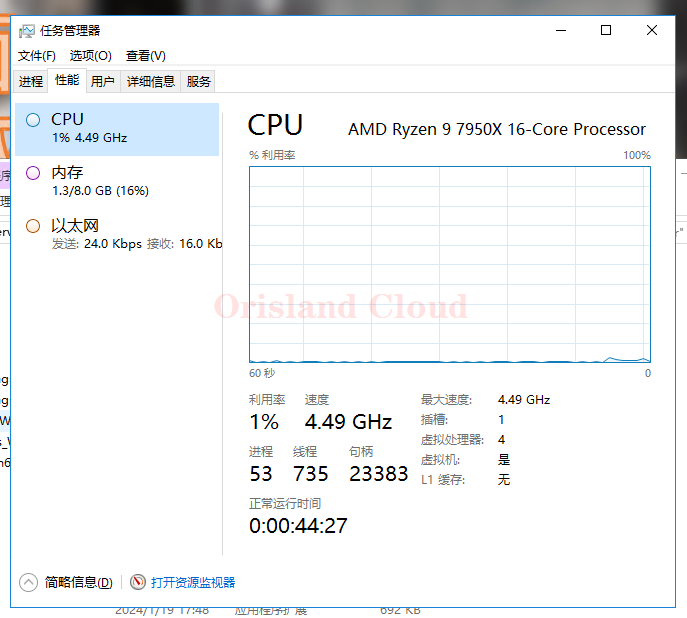 任务管理器
文件(F) 选项(O) 查看(V)
进程 性能 用户 详细信息 服务
CPU
1% 4.49 GHz
内存
1.3/8.0 GB (16%)
以太网
发送: 24.0 Kbps 接收: 16.0 Kb
CPU AMD Ryzen 9 7950X 16-Core Processor
% 利用率 100%
Orisland Cloud
60 秒 0
利用率 速度 最大速度: 4.49 GHz
1% 4.49 GHz 插槽: 1
虚拟处理器: 4
进程 线程 句柄 虚拟机: 是
53 735 23383 L1 缓存: 无
正常运行时间
0:00:44:27
简略信息(D) 打开资源监视器
2024/1/19 17:48 应用程序扩展 692 KB